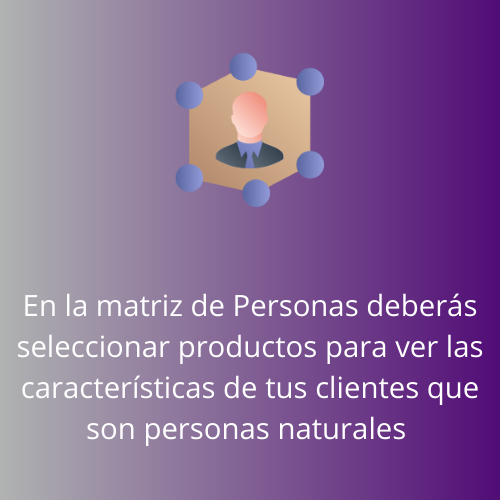 En la matriz de Personas deberás
seleccionar productos para ver las
características de tus clientes que
son personas naturales